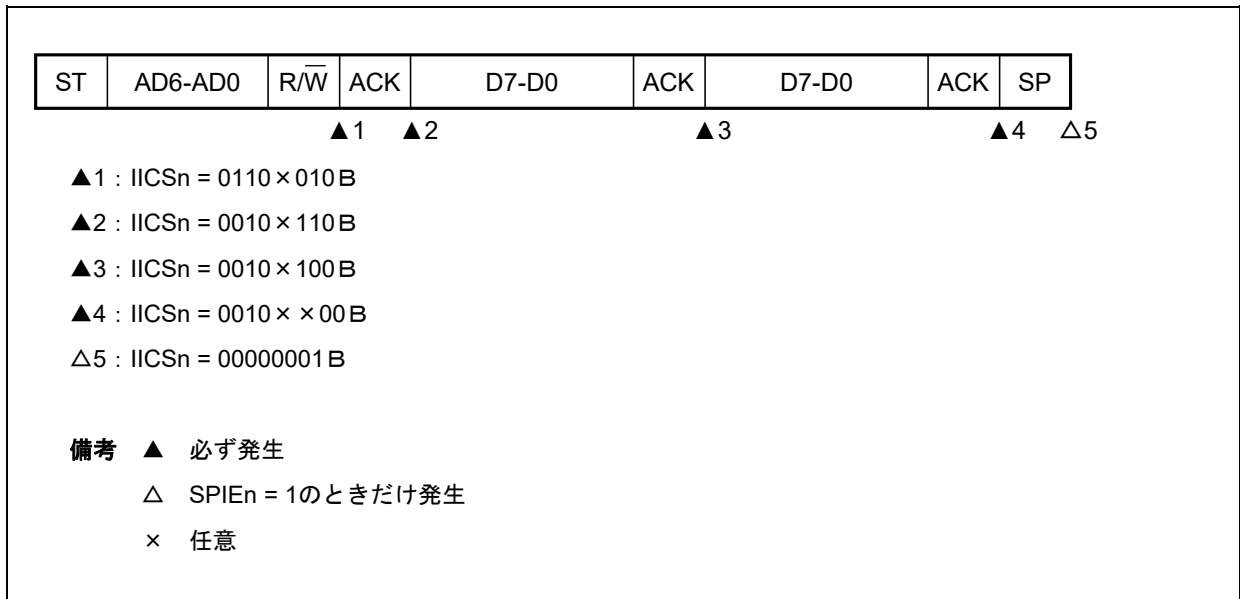 ST AD6-AD0 R/W̅ ACK D7-D0 ACK D7-D0 ACK SP
▲1 ▲2 ▲3 ▲4 △5
▲1：IICSn = 0110×010B
▲2：IICSn = 0010×110B
▲3：IICSn = 0010×100B
▲4：IICSn = 0010××00B
△5：IICSn = 00000001B
備考 ▲ 必ず発生
△ SPIEn = 1のときだけ発生
× 任意